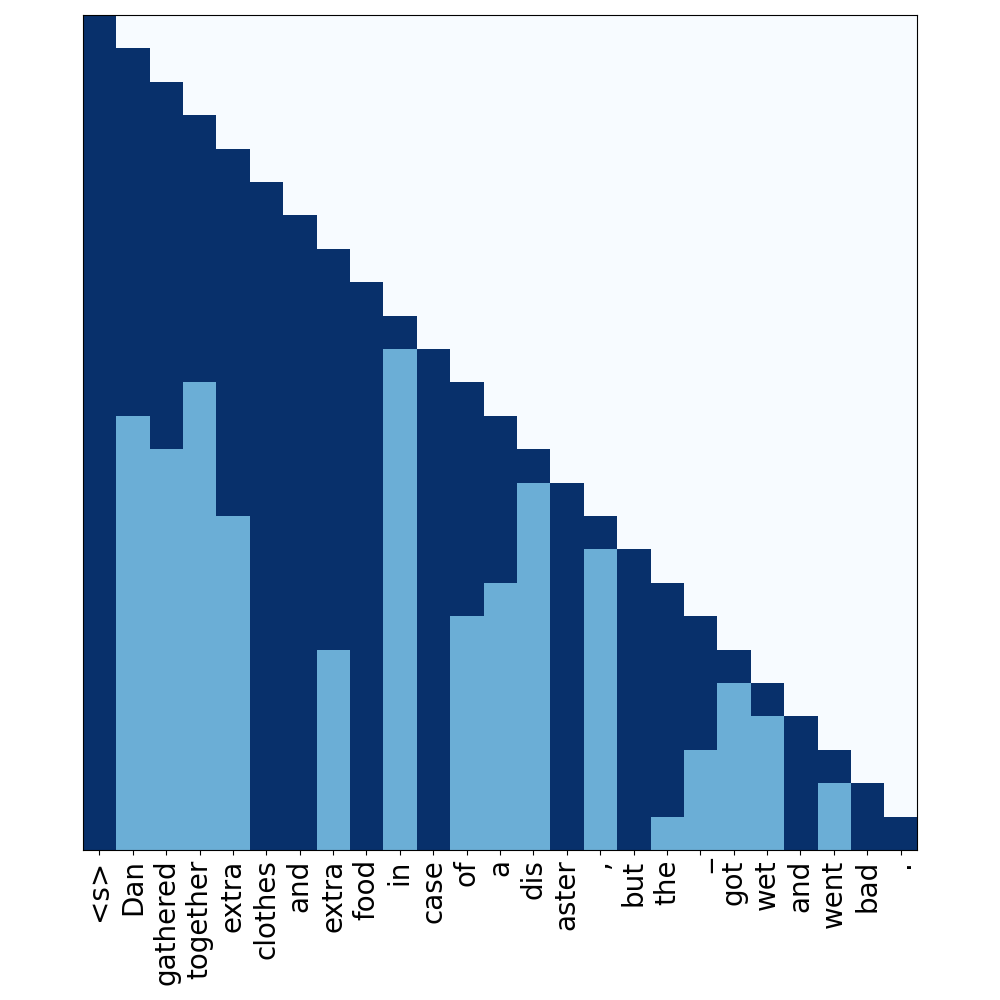 <s> Dan gathered together extra clothes and extra food in case of a dis aster , but the _ got wet and went bad .